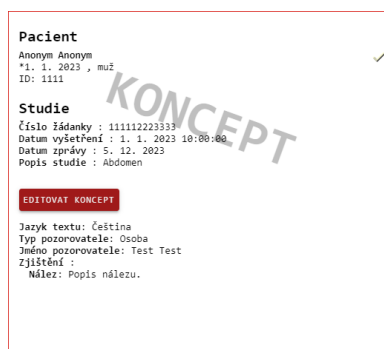 Pacient
Anonym Anonym
*1. 1. 2023 , muž
ID: 1111
KONCEPT
Studie
Číslo žádanky : 111112223333
Datum vyšetření : 1. 1. 2023 10:00:00
Datum zprávy : 5. 12. 2023
Popis studie : Abdomen
EDITOVAT KONCEPT
Jazyk textu: Čeština
Typ pozorovatele: Osoba
Jméno pozorovatele: Test Test
Zjištění :
Nález: Popis nálezu.